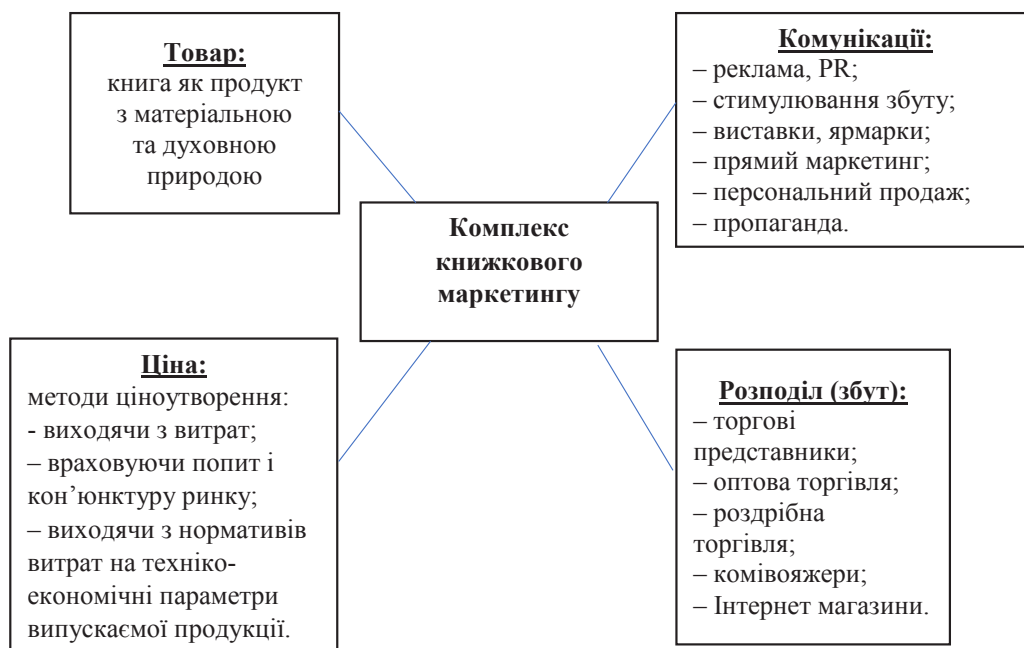 Товар:
книга як продукт
з матеріальною
та духовною
природою
Комунікації:
– реклама, PR;
– стимулювання збуту;
– виставки, ярмарки;
– прямий маркетинг;
– персональний продаж;
– пропаганда.
Комплекс
книжкового
маркетингу
Ціна:
методи ціноутворення:
- виходячи з витрат;
– враховуючи попит і
кон’юнктуру ринку;
– виходячи з нормативів
витрат на техніко-
економічні параметри
випускаємої продукції.
Розподіл (збут):
– торгові
представники;
– оптова торгівля;
– роздрібна
торгівля;
– комівояжери;
– Інтернет магазини.